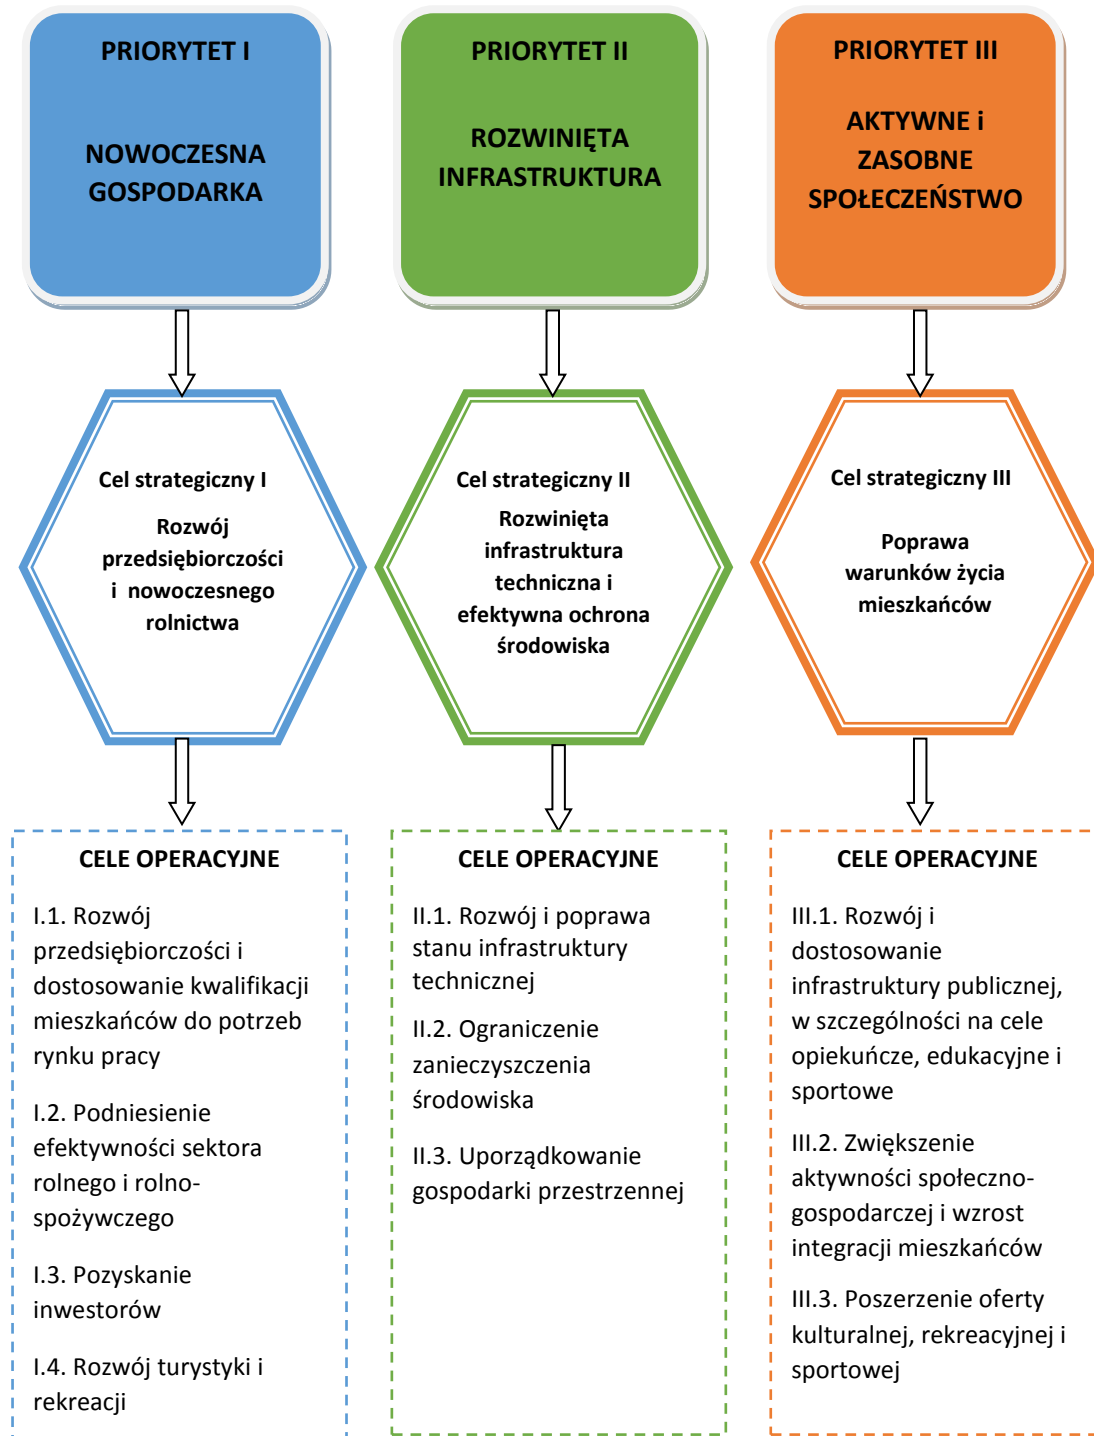 PRIORYTET I
NOWOCZESNA
GOSPODARKA
PRIORYTET II
ROZWINIĘTA
INFRASTRUKTURA
PRIORYTET III
AKTYWNE i
ZASOBNE
SPOŁECZEŃSTWO
Cel strategiczny I
Rozwój
przedsiębiorczości
i nowoczesnego
rolnictwa
Cel strategiczny II
Rozwinięta
infrastruktura
techniczna i
efektywna ochrona
środowiska
Cel strategiczny III
Poprawa
warunków życia
mieszkańców
CELE OPERACYJNE
I.1. Rozwój
przedsiębiorczości i
dostosowanie kwalifikacji
mieszkańców do potrzeb
rynku pracy
I.2. Podniesienie
efektywności sektora
rolnego i rolno-
spożywczego
I.3. Pozyskanie
inwestorów
I.4. Rozwój turystyki i
rekreacji
CELE OPERACYJNE
II.1. Rozwój i poprawa
stanu infrastruktury
technicznej
II.2. Ograniczenie
zanieczyszczenia
środowiska
II.3. Uporządkowanie
gospodarki przestrzennej
CELE OPERACYJNE
III.1. Rozwój i
dostosowanie
infrastruktury publicznej,
w szczególności na cele
opiekuńcze, edukacyjne i
sportowe
III.2. Zwiększenie
aktywności społeczno-
gospodarczej i wzrost
integracji mieszkańców
III.3. Poszerzenie oferty
kulturalnej, rekreacyjnej i
sportowej